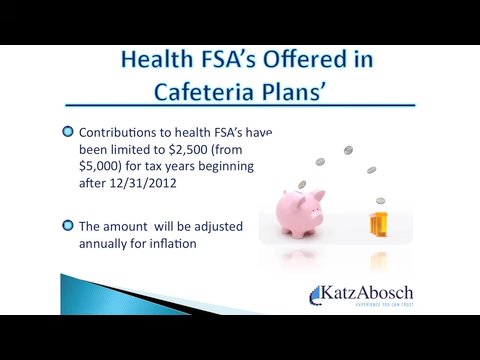 Health FSA's Offered in
Cafeteria Plans'
Contributions to health FSA's have
been limited to $2,500 (from
$5,000) for tax years beginning
after 12/31/2012
The amount  will be adjusted
annually for inflation
KatzAbosch
EXPERIENCE YOU CAN TRUST